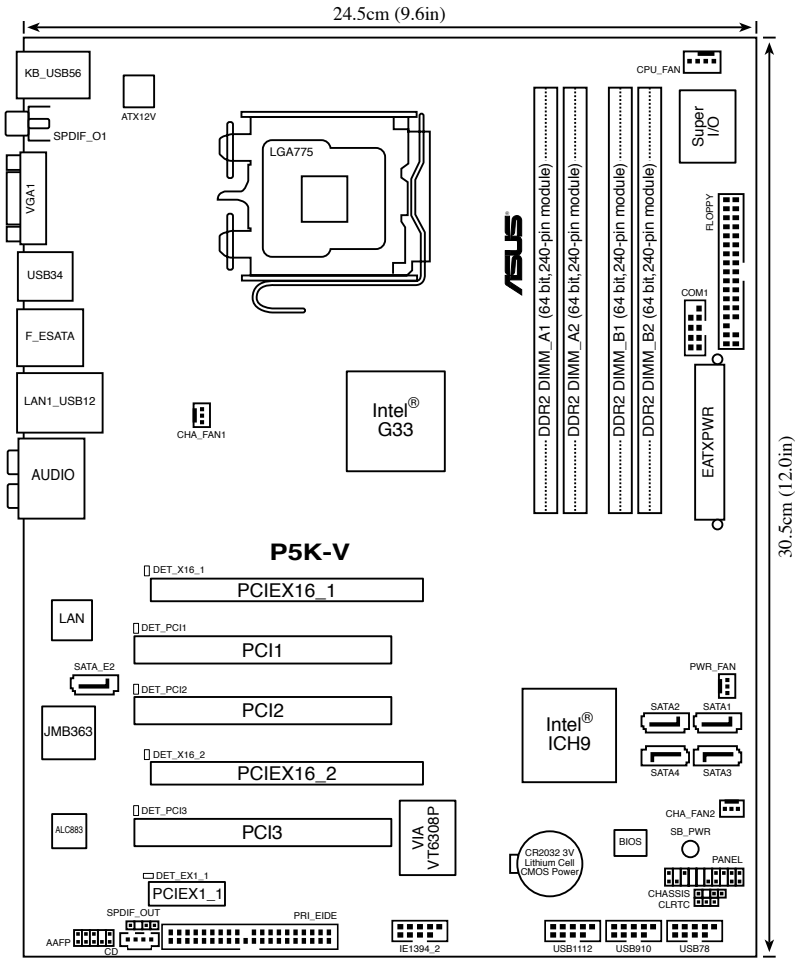 24.5cm (9.6in)
KB_USB56
ATX12V
CPU_FAN
Super
I/O
SPDIF_O1
LGA775
VGA1
FLOPPY
ASUS
DDR2 DIMM_A1 (64 bit,240-pin module)
DDR2 DIMM_A2 (64 bit,240-pin module)
DDR2 DIMM_B1 (64 bit,240-pin module)
DDR2 DIMM_B2 (64 bit,240-pin module)
USB34
COM1
F_ESATA
LAN1_USB12
CHA_FAN1
Intel®
G33
EATXPWR
AUDIO
30.5cm (12.0in)
P5K-V
DET_X16_1
PCIEX16_1
LAN
DET_PCI1
PCI1
SATA_E2
PWR_FAN
DET_PCI2
PCI2
JMB363
Intel®
ICH9
SATA2
SATA1
DET_X16_2
PCIEX16_2
SATA4
SATA3
DET_PCI3
PCI3
ALC883
VIA
VT6308P
CHA_FAN2
BIOS
SB_PWR
CR2032 3V
Lithium Cell
CMOS Power
PANEL
DET_EX1_1
PCIEX1_1
CHASSIS
CLRTC
SPDIF_OUT
PRI_EIDE
AAFP
CD
IE1394_2
USB1112
USB910
USB78